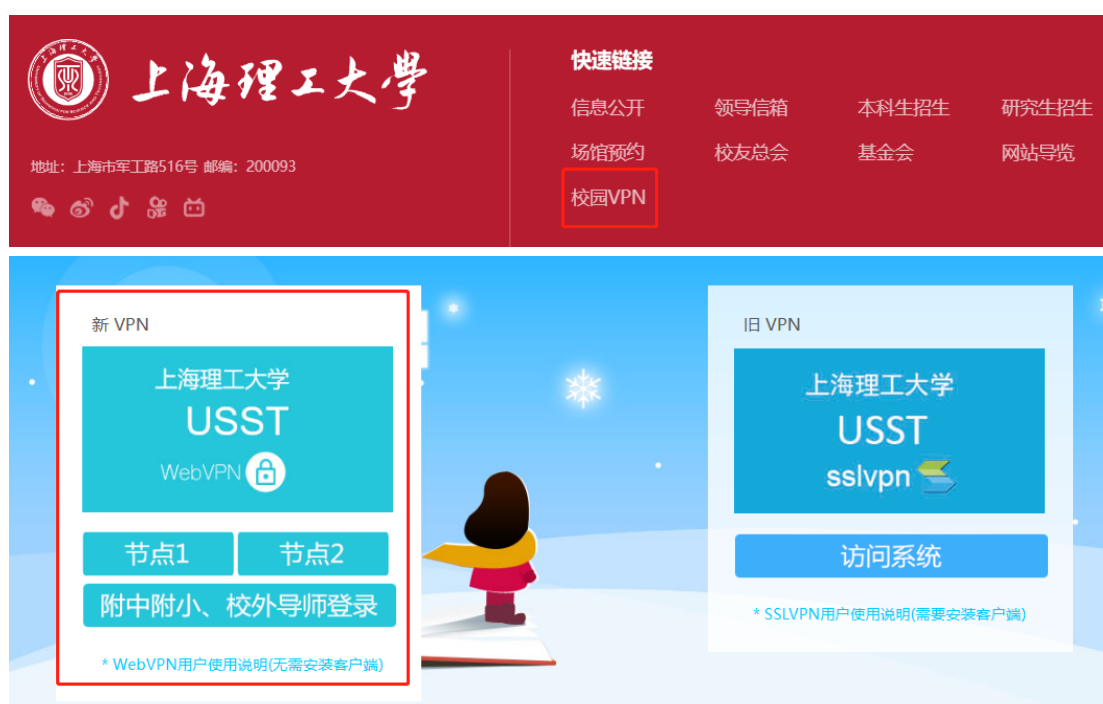 上海理工大學
地址：上海市军工路516号 邮编：200093
快速链接
信息公开 领导信箱 本科生招生 研究生招生
场馆预约 校友总会 基金会 网站导览
校园VPN
新 VPN
上海理工大学
USST
WebVPN
节点1 节点2
附中附小、校外导师登录
* WebVPN用户使用说明(无需安装客户端)
旧 VPN
上海理工大学
USST
sslvpn
访问系统
* SSLVPN用户使用说明(需要安装客户端)